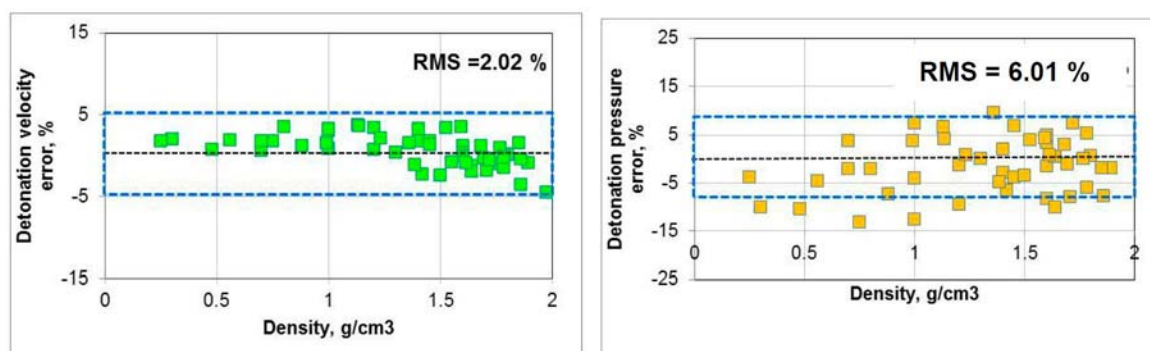 15
5
-5
-15
Detonation velocity
error, %
RMS =2.02 %
0
0.5
1
1.5
2
Density, g/cm3
25
15
5
-5
-15
-25
Detonation pressure
error, %
RMS = 6.01 %
0
0.5
1
1.5
2
Density, g/cm3